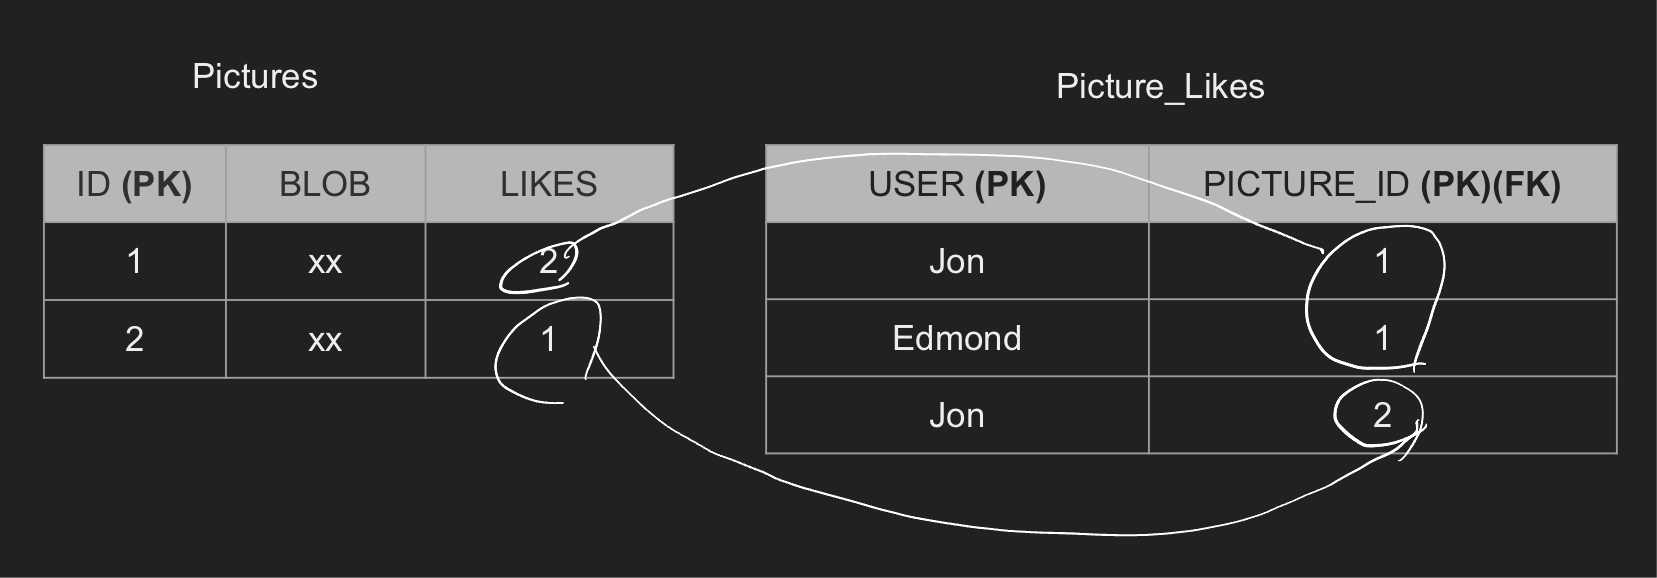 Pictures
ID (PK) BLOB LIKES
1 xx 2
2 xx 1
Picture_Likes
USER (PK) PICTURE_ID (PK)(FK)
Jon 1
Edmond 1
Jon 2